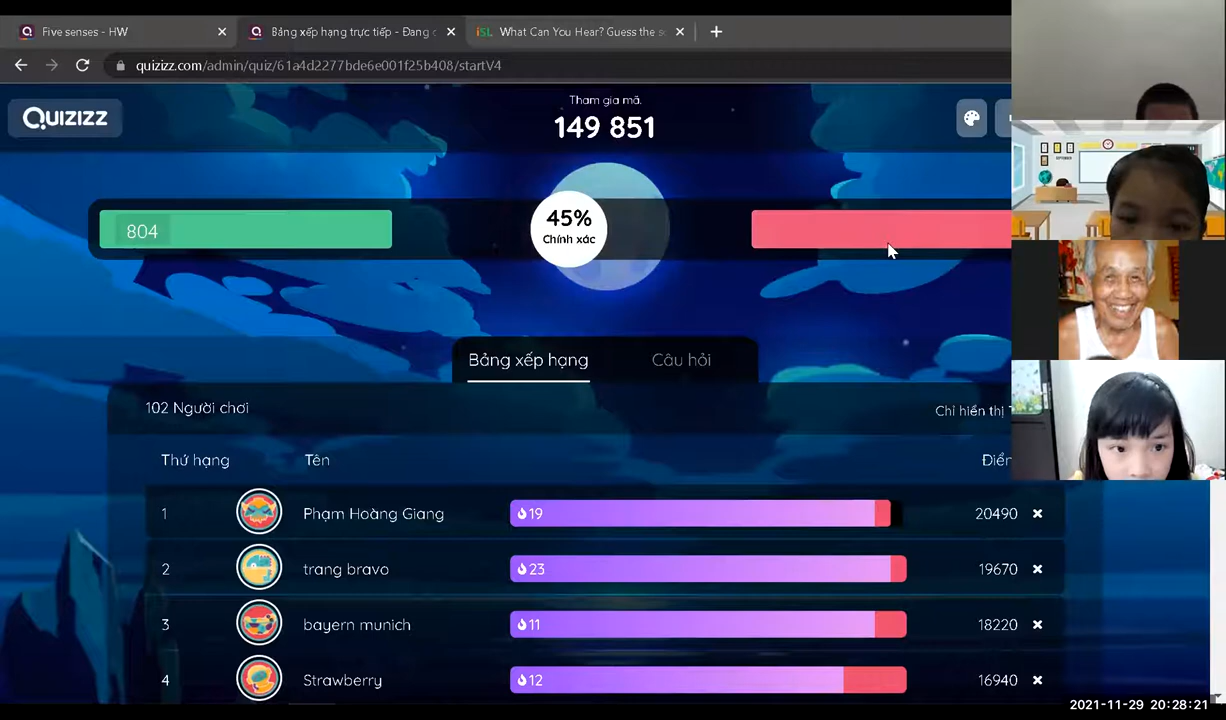 Five senses - HW
Bảng xếp hạng trực tiếp - Đang
iSL What Can You Hear? Guess the
quizizz.com/admin/quiz/61a4d2277bde6e001f25b408/startV4
QUIZIZZ
Tham gia mã.
149 851
804
45%
Chính xác
Bảng xếp hạng
Câu hỏi
102 Người chơi
Chỉ hiển thị
Thứ hạng
Tên
1 Phạm Hoàng Giang 19 20490
2 trang bravo 23 19670
3 bayern munich 11 18220
4 Strawberry 12 16940
2021-11-29 20:28:21